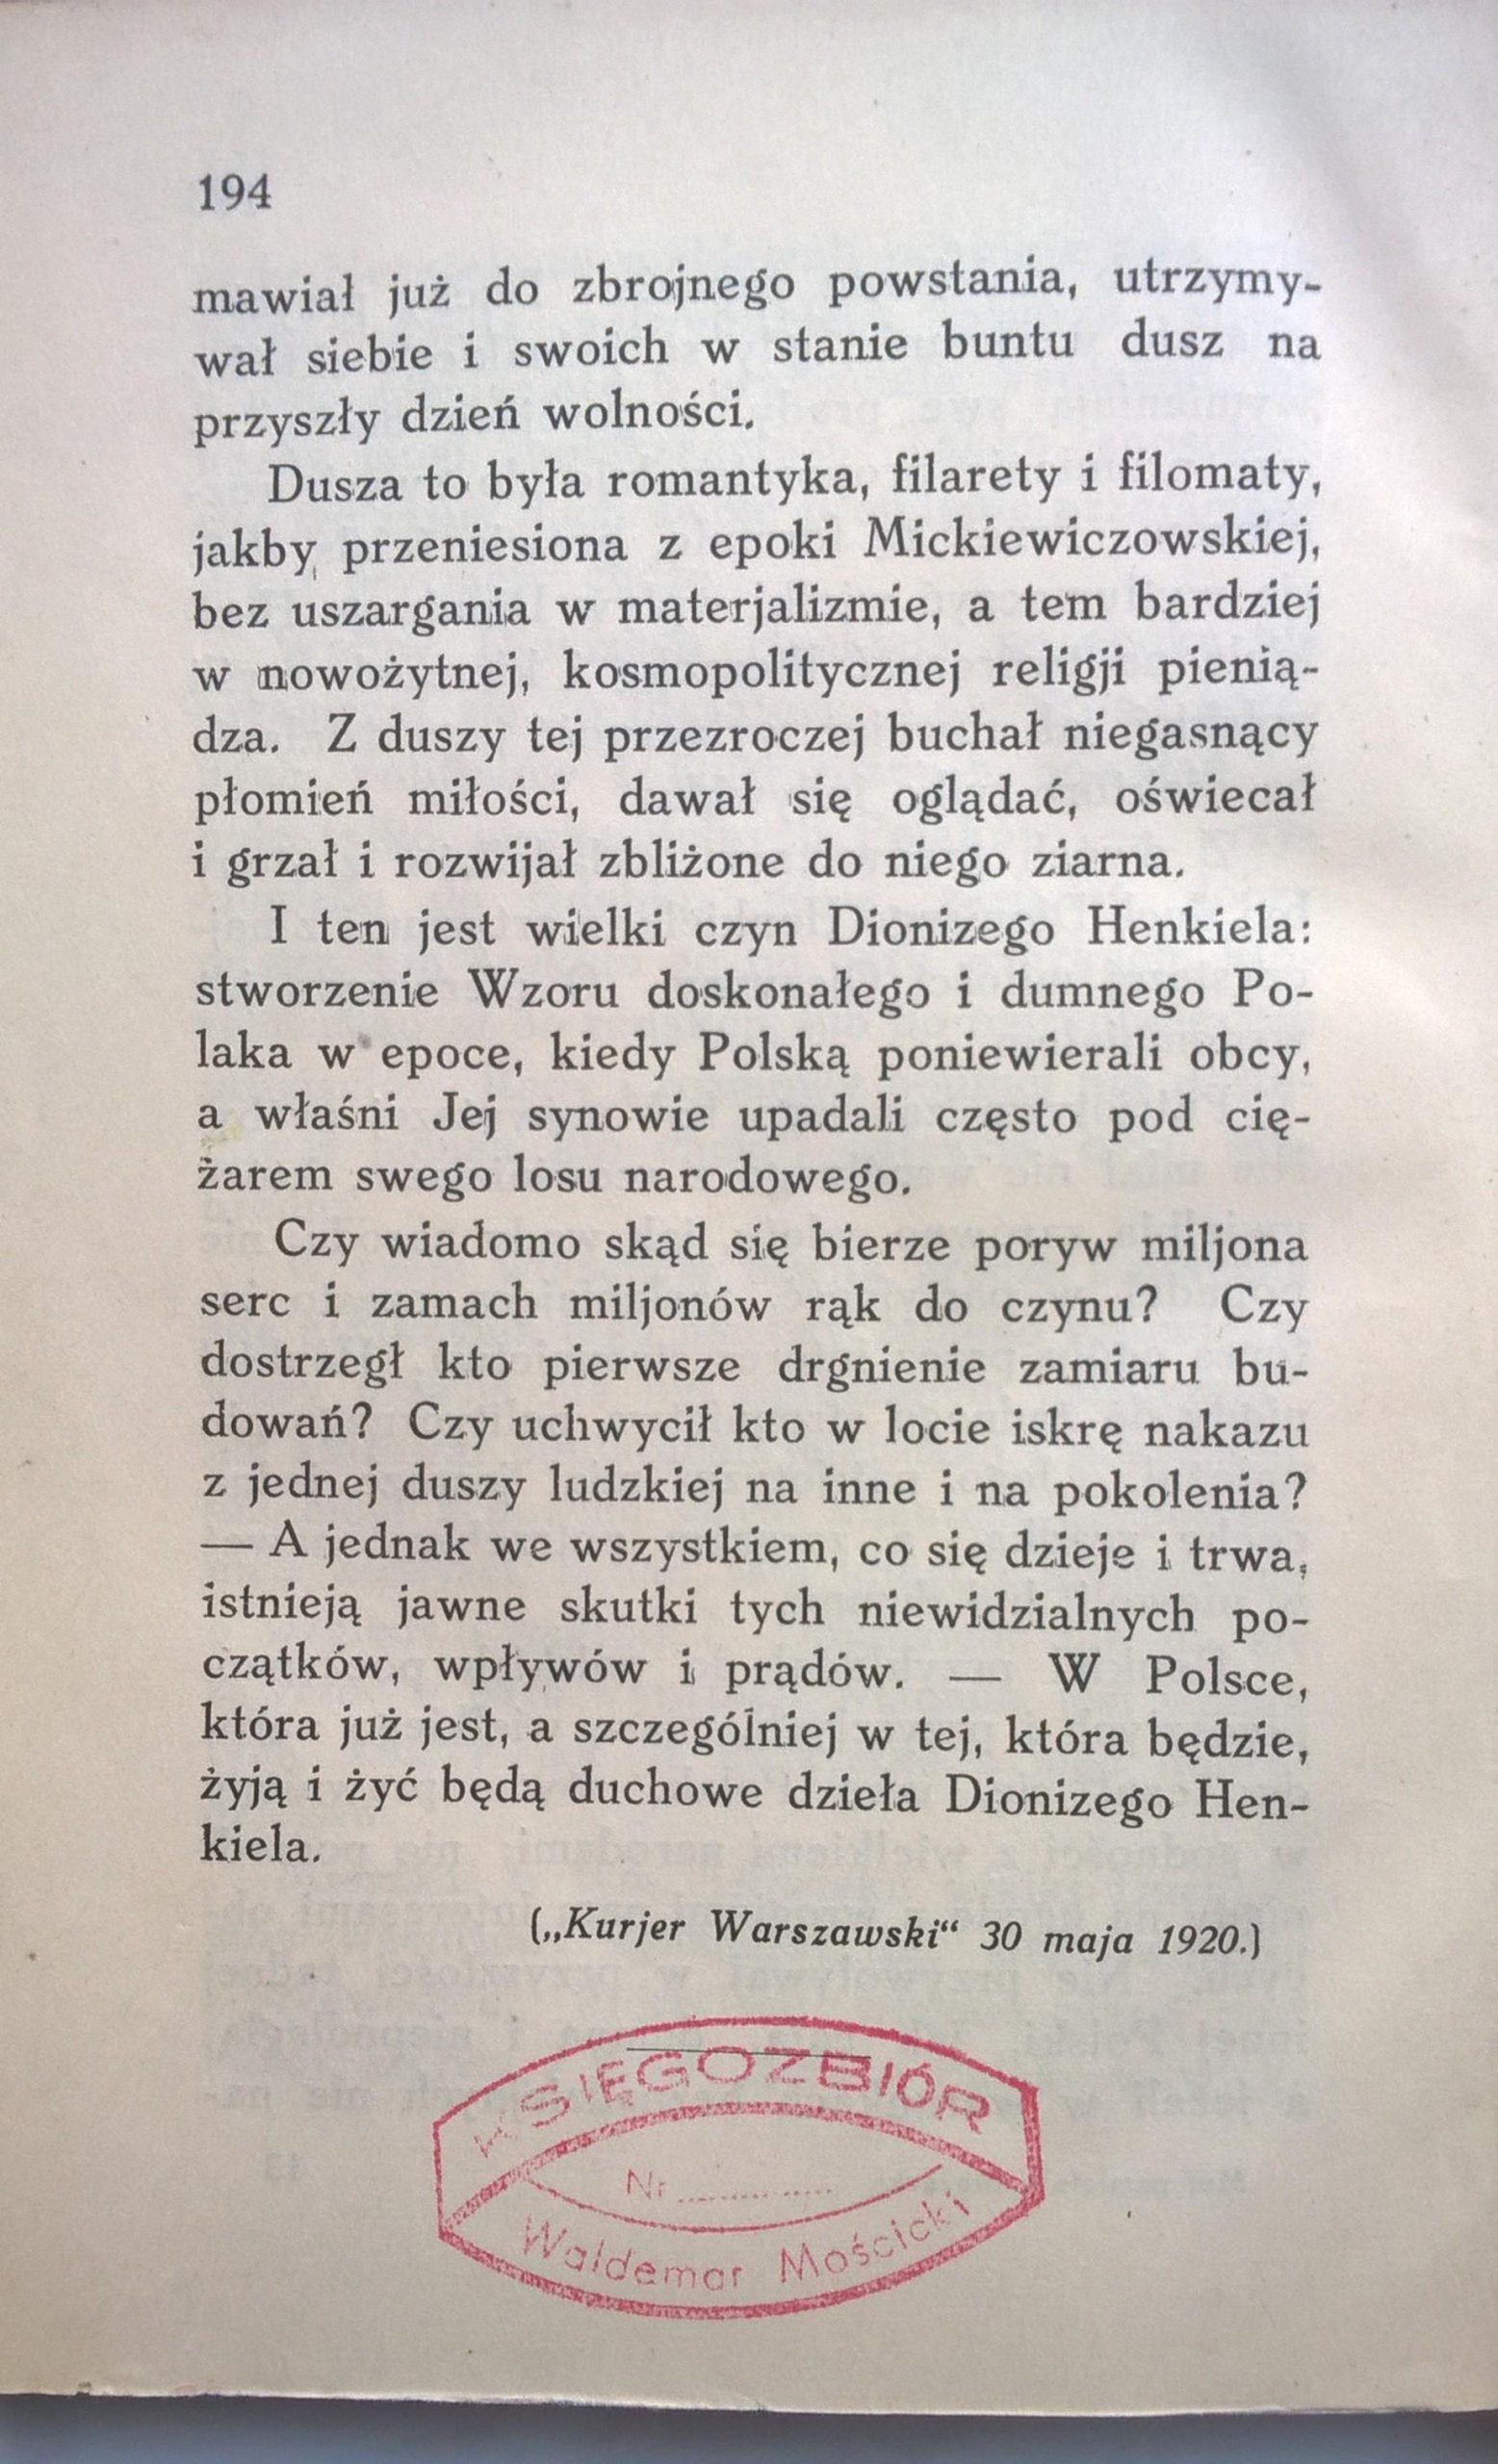 194
mawiał już do zbrojnego powstania, utrzymy-
wał siebie i swoich w stanie buntu dusz na
przyszły dzień wolności.
Dusza to była romantyka, filarety i filomaty,
jakby przeniesiona z epoki Mickiewiczowskiej,
bez uszargania w materjalizmie, a tem bardziej
w nowożytnej, kosmopolitycznej religji pienią-
dza. Z duszy tej przezroczej buchał niegasnący
płomień miłości, dawał się oglądać, oświecał
i grzał i rozwijał zbliżone do niego ziarna.
I ten jest wielki czyn Dionizego Henkiela:
stworzenie Wzoru doskonałego i dumnego Po-
laka w epoce, kiedy Polską poniewierali obcy,
a właśni Jej synowie upadali często pod cię-
żarem swego losu narodowego.
Czy wiadomo skąd się bierze poryw miljona
serc i zamach miljonów rąk do czynu? Czy
dostrzegł kto pierwsze drgnienie zamiaru bu-
dowań? Czy uchwycił kto w locie iskrę nakazu
z jednej duszy ludzkiej na inne i na pokolenia?
— A jednak we wszystkiem, co się dzieje i trwa,
istnieją jawne skutki tych niewidzialnych po-
czątków, wpływów i prądów. — W Polsce,
która już jest, a szczególniej w tej, która będzie,
żyją i żyć będą duchowe dzieła Dionizego Hen-
kiela.
(„Kurjer Warszawski“ 30 maja 1920.)
KSIĘGOZBIÓR
Nr ..............
Waldemar Mościcki